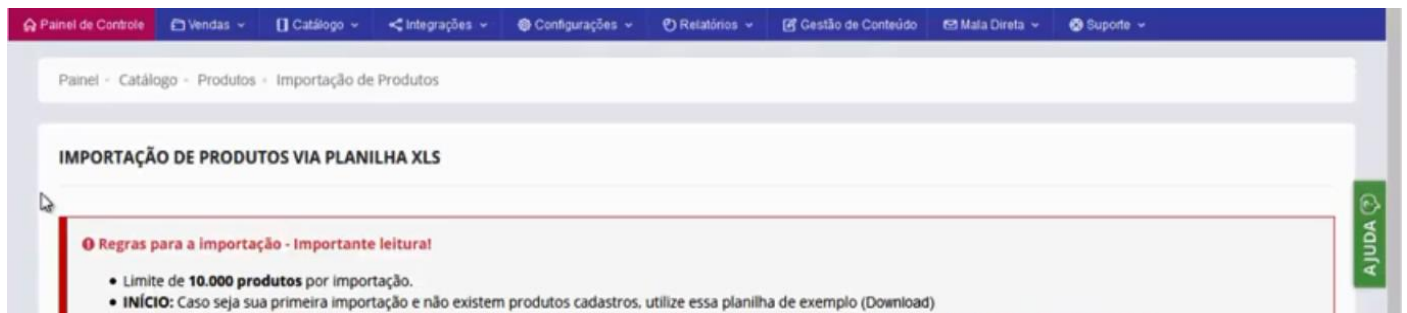 Painel de Controle Vendas Catálogo Integrações Configurações Relatórios Gestão de Conteúdo Mala Direta Suporte
Painel - Catálogo - Produtos - Importação de Produtos
IMPORTAÇÃO DE PRODUTOS VIA PLANILHA XLS
AJUDA
Regras para a importação - Importante leitura!
• Limite de 10.000 produtos por importação.
• INÍCIO: Caso seja sua primeira importação e não existem produtos cadastros, utilize essa planilha de exemplo (Download)